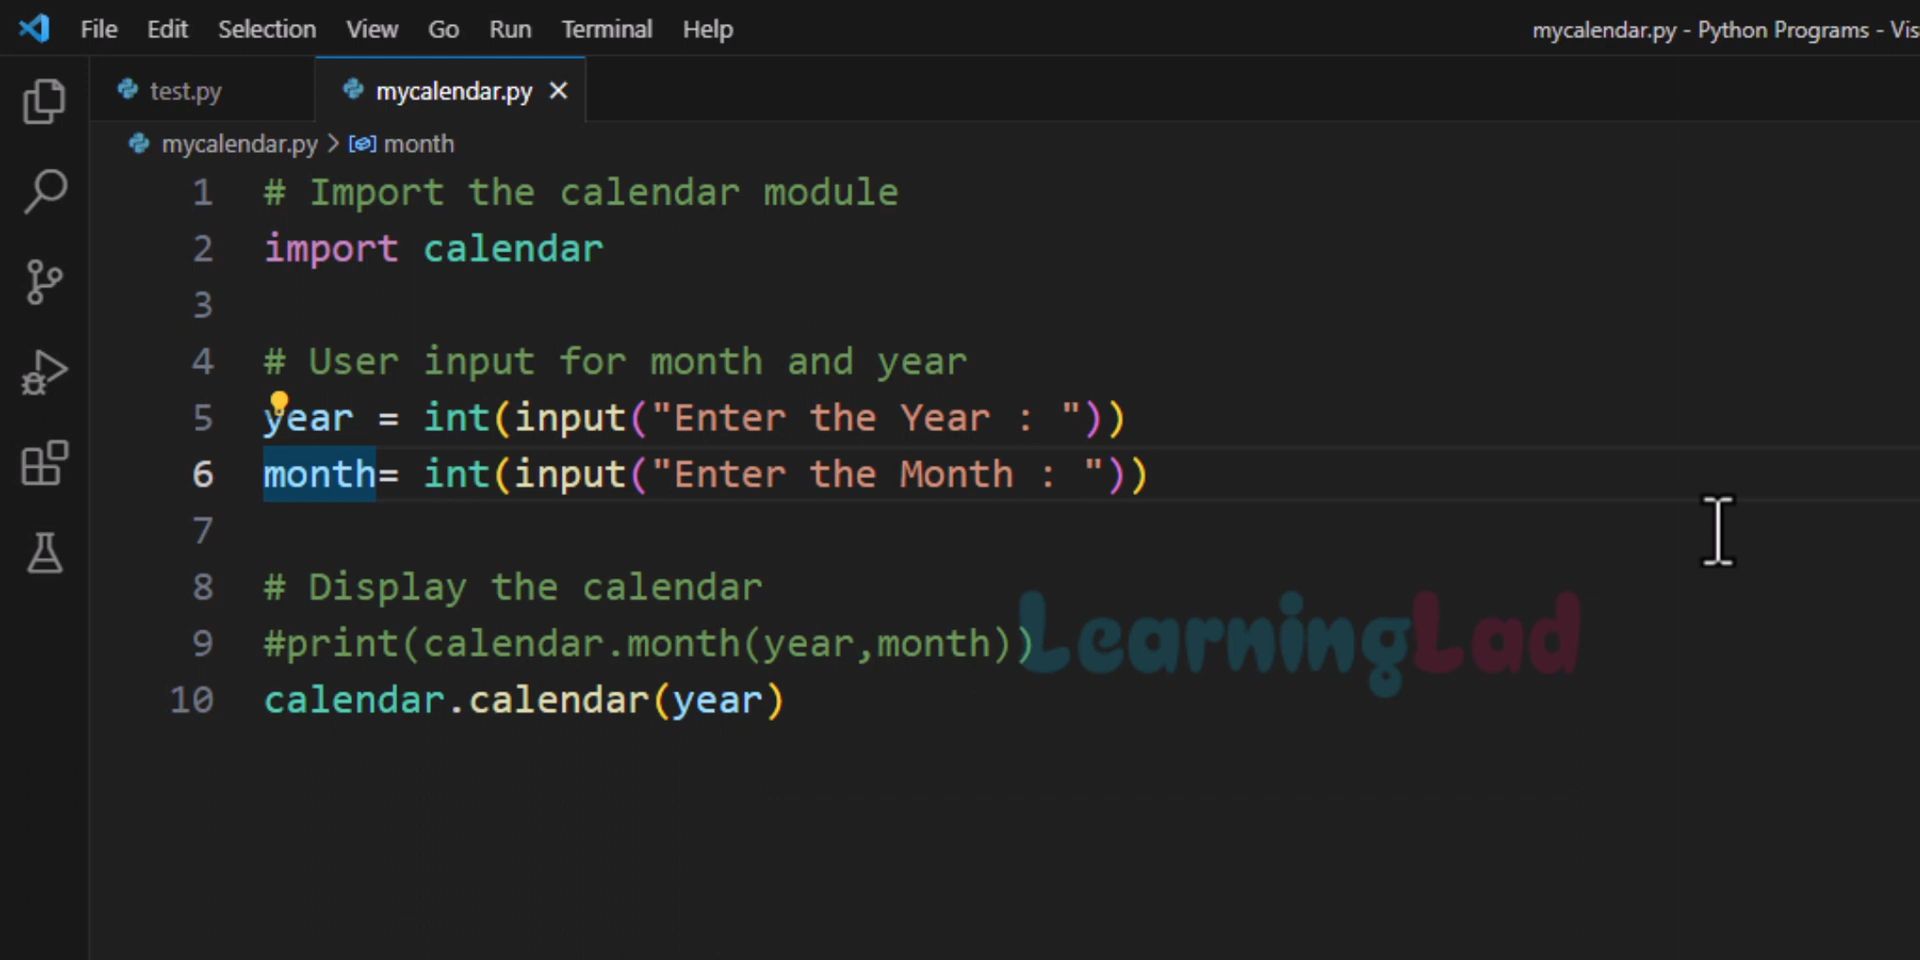 File Edit Selection View Go Run Terminal Help mycalendar.py - Python Programs - Vis
test.py mycalendar.py
mycalendar.py > month
1 # Import the calendar module
2 import calendar
3
4 # User input for month and year
5 year = int(input("Enter the Year : "))
6 month= int(input("Enter the Month : "))
7
8 # Display the calendar
9 #print(calendar.month(year,month))
10 calendar.calendar(year)
LearningLad